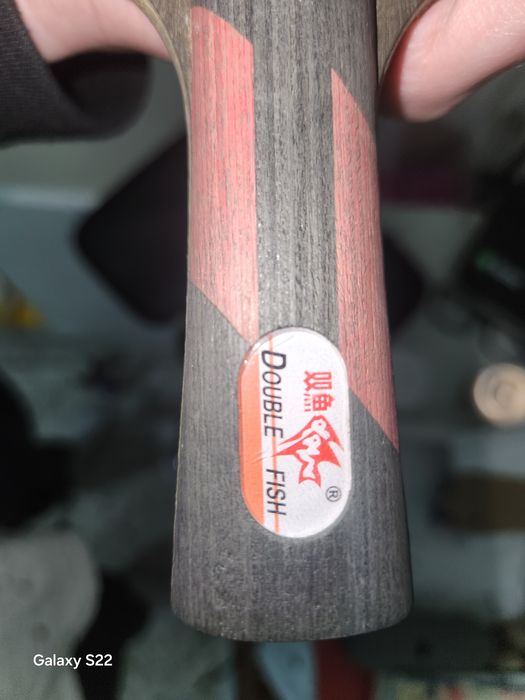 双鱼
DOUBLE FISH
®
Galaxy S22